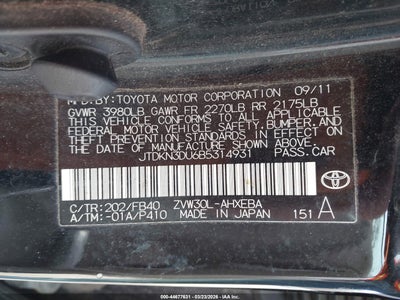 MFD. BY: TOYOTA MOTOR CORPORATION 09/11
GVWR 3980LB GAWR FR 2270LB RR 2175LB
THIS VEHICLE CONFORMS TO ALL APPLICABLE
FEDERAL MOTOR VEHICLE SAFETY, BUMPER, AND
THEFT PREVENTION STANDARDS IN EFFECT ON
THE DATE OF MANUFACTURE SHOWN ABOVE.
JTDKN3DU6B5314931 PASS.CAR
C/TR:202/FB40 ZVW30L-AHXEBA
A/TM:-01A/P410 MADE IN JAPAN 151 A
TOYOTA
000-44677631 - 03/23/2026 - IAAHOLDINGS, LLC.